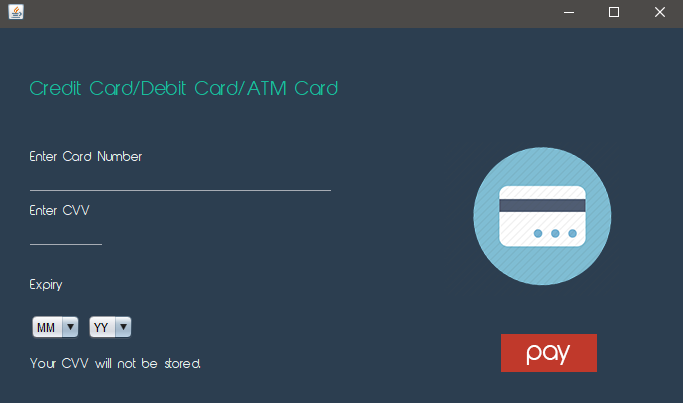 Credit Card/Debit Card/ATM Card
Enter Card Number
Enter CVV
Expiry
MM YY
Your CVV will not be stored.
pay